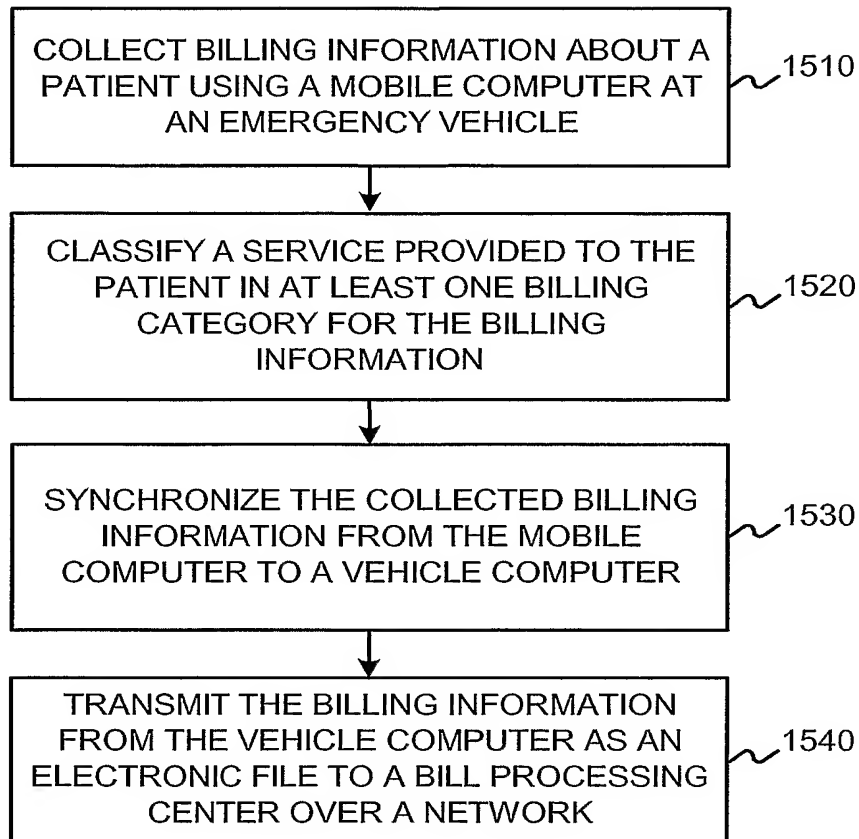 COLLECT BILLING INFORMATION ABOUT A
PATIENT USING A MOBILE COMPUTER AT
AN EMERGENCY VEHICLE
1510
CLASSIFY A SERVICE PROVIDED TO THE
PATIENT IN AT LEAST ONE BILLING
CATEGORY FOR THE BILLING
INFORMATION
1520
SYNCHRONIZE THE COLLECTED BILLING
INFORMATION FROM THE MOBILE
COMPUTER TO A VEHICLE COMPUTER
1530
TRANSMIT THE BILLING INFORMATION
FROM THE VEHICLE COMPUTER AS AN
ELECTRONIC FILE TO A BILL PROCESSING
CENTER OVER A NETWORK
1540